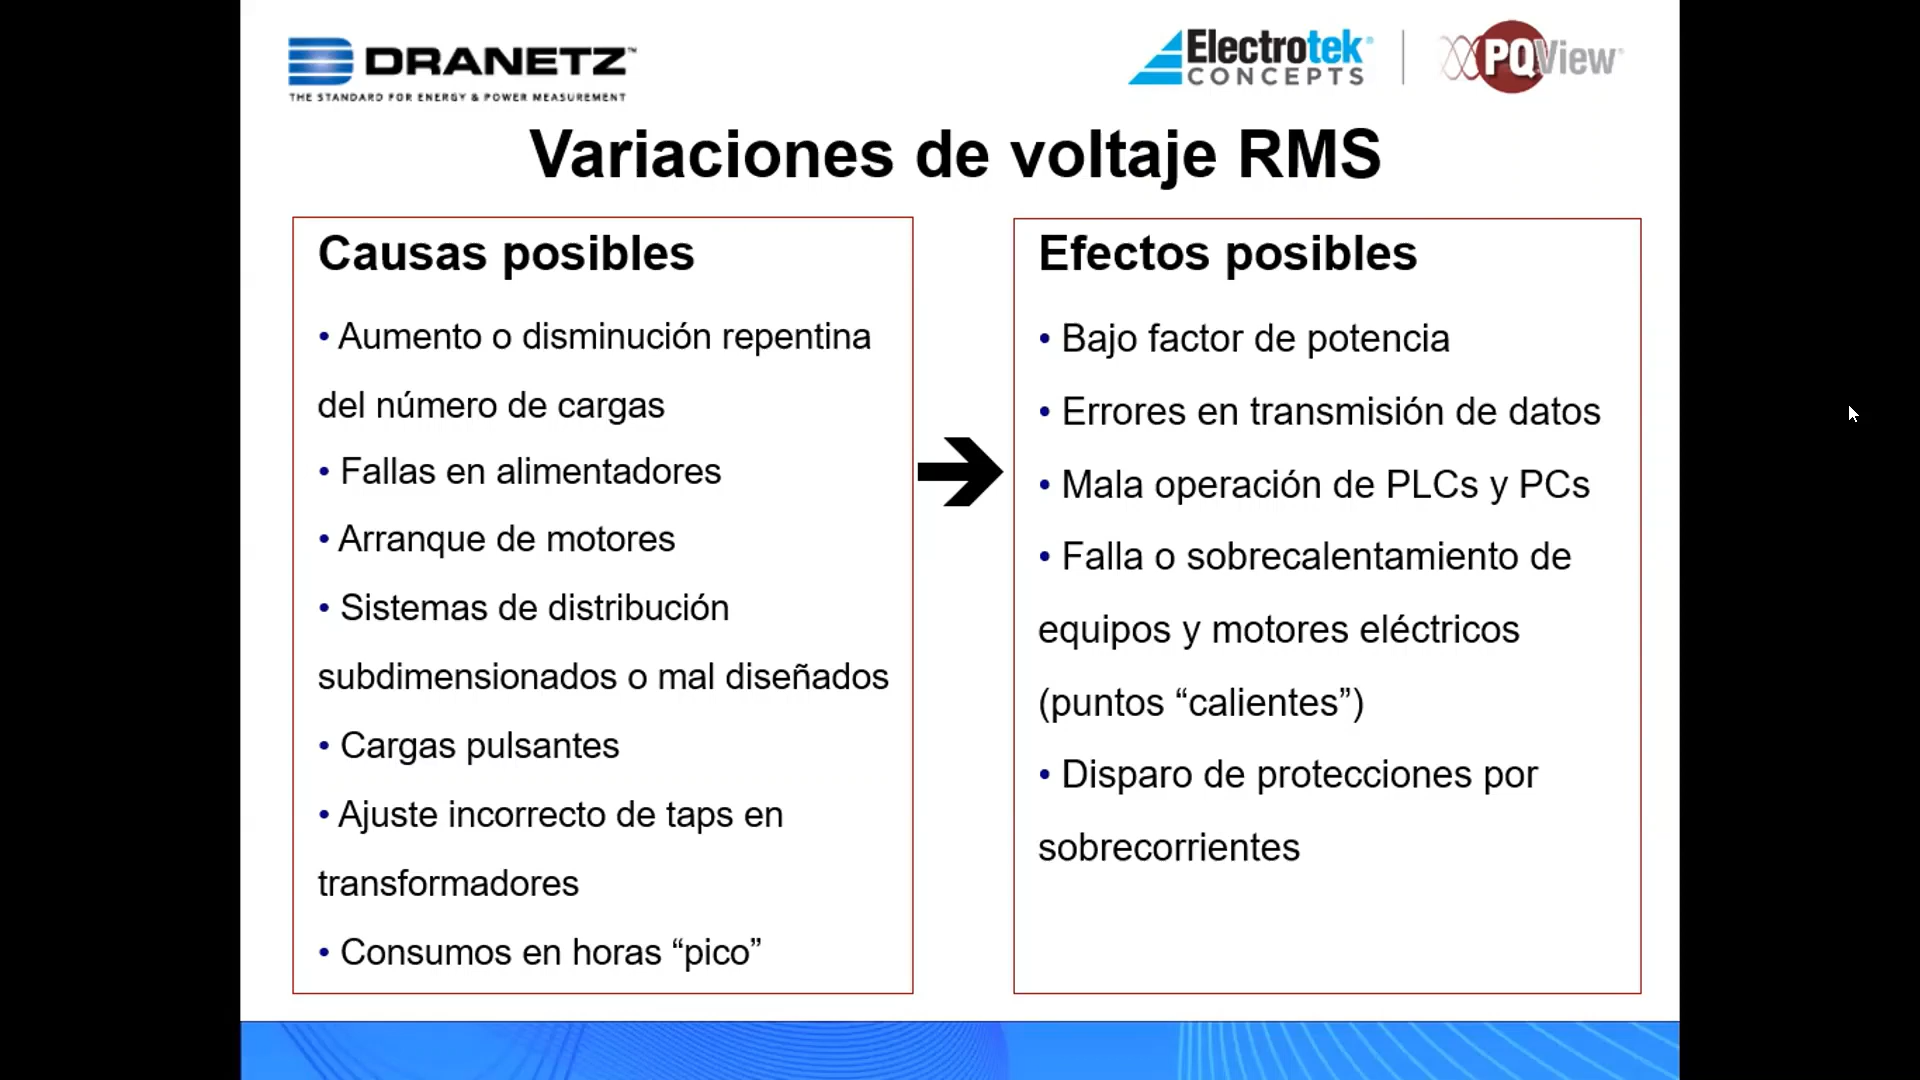 DRANETZ™
THE STANDARD FOR ENERGY & POWER MEASUREMENT
Electrotek®
CONCEPTS
PQView®
Variaciones de voltaje RMS
Causas posibles
• Aumento o disminución repentina
del número de cargas
• Fallas en alimentadores
• Arranque de motores
• Sistemas de distribución
subdimensionados o mal diseñados
• Cargas pulsantes
• Ajuste incorrecto de taps en
transformadores
• Consumos en horas “pico”
Efectos posibles
• Bajo factor de potencia
• Errores en transmisión de datos
• Mala operación de PLCs y PCs
• Falla o sobrecalentamiento de
equipos y motores eléctricos
(puntos “calientes”)
• Disparo de protecciones por
sobrecorrientes